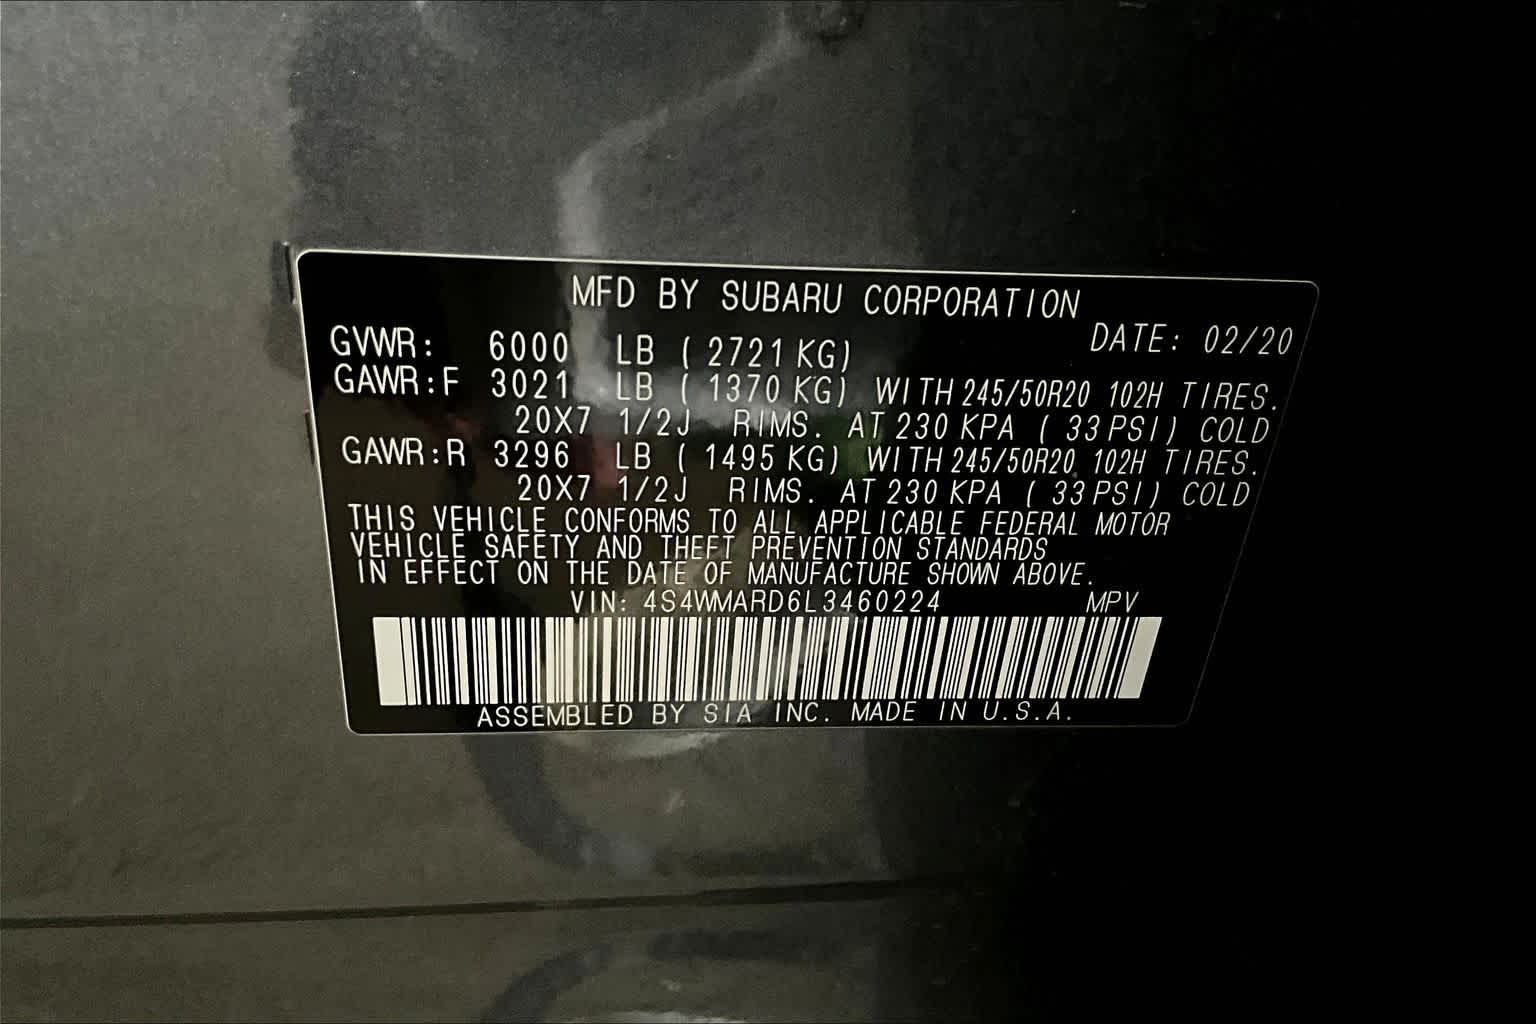 MFD BY SUBARU CORPORATION
DATE: 02/20
GVWR: 6000 LB ( 2721 KG)
GAWR:F 3021 LB ( 1370 KG) WITH 245/50R20 102H TIRES.
20X7 1/2J RIMS. AT 230 KPA ( 33 PSI) COLD
GAWR:R 3296 LB ( 1495 KG) WITH 245/50R20 102H TIRES.
20X7 1/2J RIMS. AT 230 KPA ( 33 PSI) COLD
THIS VEHICLE CONFORMS TO ALL APPLICABLE FEDERAL MOTOR
VEHICLE SAFETY AND THEFT PREVENTION STANDARDS
IN EFFECT ON THE DATE OF MANUFACTURE SHOWN ABOVE.
VIN: 4S4WMARD6L3460224 MPV
ASSEMBLED BY SIA INC. MADE IN U.S.A.